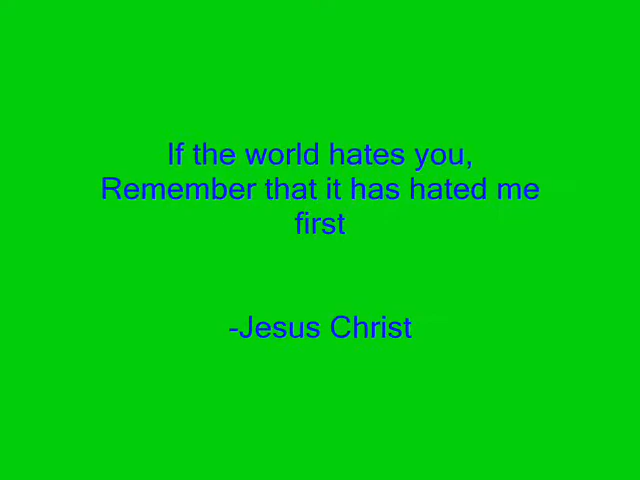 If the world hates you,
Remember that it has hated me
first
-Jesus Christ